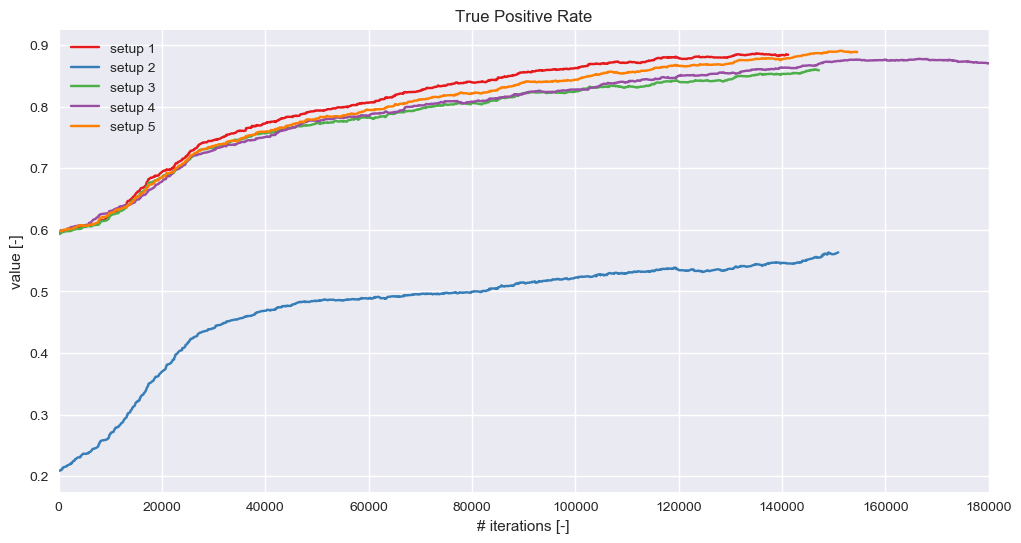 True Positive Rate
0.9
0.8
0.7
0.6
0.5
0.4
0.3
0.2
value [-]
setup 1
setup 2
setup 3
setup 4
setup 5
0 20000 40000 60000 80000 100000 120000 140000 160000 180000
# iterations [-]